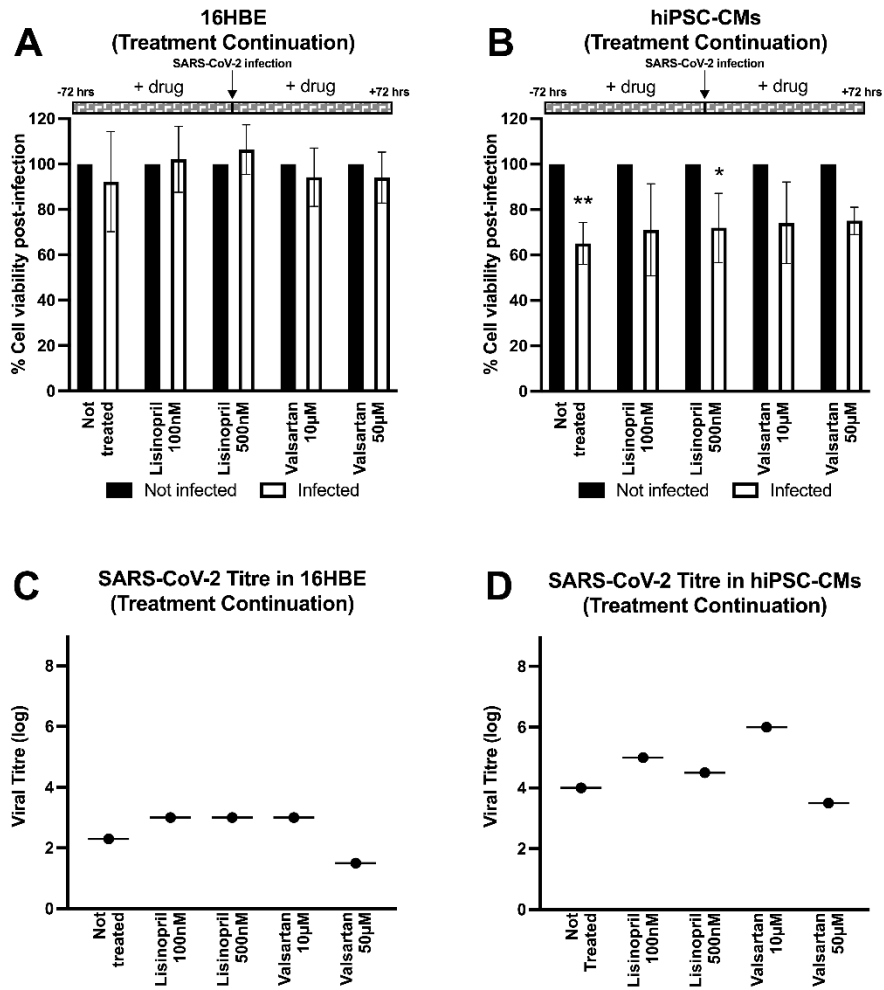 A
16HBE
(Treatment Continuation)
SARS-CoV-2 infection
-72 hrs
+ drug
+ drug
+72 hrs
% Cell viability post-infection
120
100
80
60
40
20
0
Not
treated
Lisinopril
100nM
Lisinopril
500nM
Valsartan
10µM
Valsartan
50µM
Not infected
Infected
B
hiPSC-CMs
(Treatment Continuation)
SARS-CoV-2 infection
-72 hrs
+ drug
+ drug
+72 hrs
% Cell viability post-infection
120
100
80
60
40
20
0
**
*
Not
treated
Lisinopril
100nM
Lisinopril
500nM
Valsartan
10µM
Valsartan
50µM
Not infected
Infected
C
SARS-CoV-2 Titre in 16HBE
(Treatment Continuation)
Viral Titre (log)
8
6
4
2
0
Not
treated
Lisinopril
100nM
Lisinopril
500nM
Valsartan
10µM
Valsartan
50µM
D
SARS-CoV-2 Titre in hiPSC-CMs
(Treatment Continuation)
Viral Titre (log)
8
6
4
2
0
Not
Treated
Lisinopril
100nM
Lisinopril
500nM
Valsartan
10µM
Valsartan
50µM